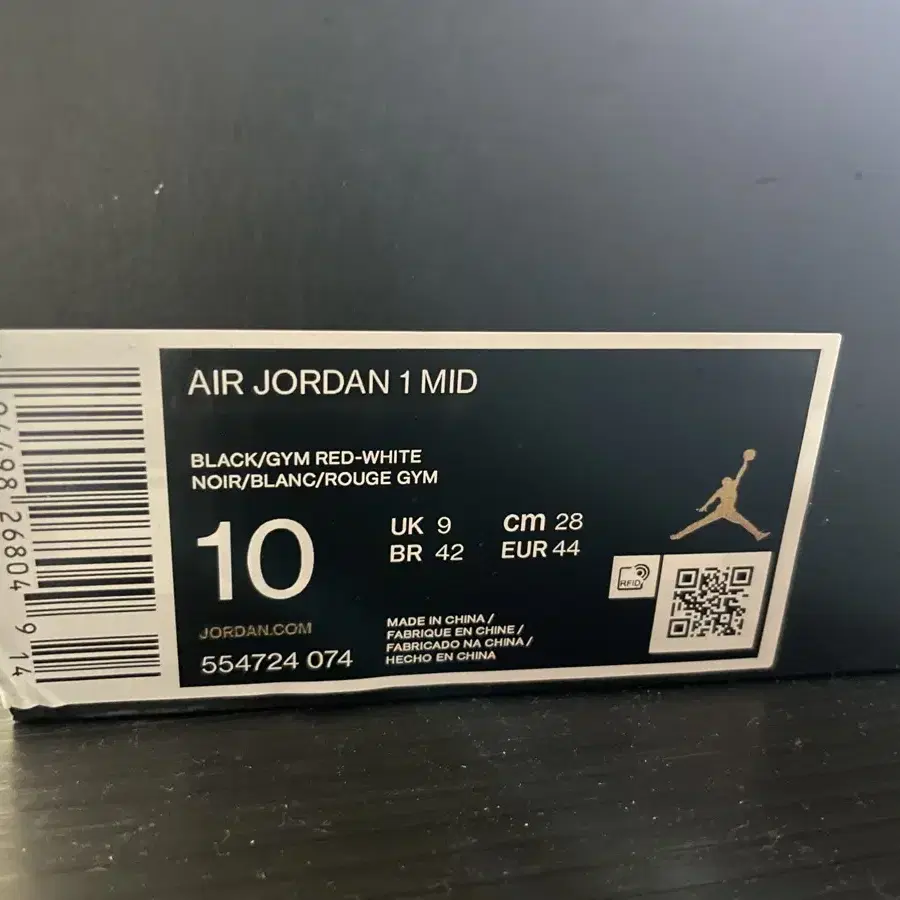 AIR JORDAN 1 MID
BLACK/GYM RED-WHITE
NOIR/BLANC/ROUGE GYM
10
UK 9
cm 28
BR 42
EUR 44
RFID
JORDAN.COM
554724 074
MADE IN CHINA /
FABRIQUE EN CHINE /
FABRICADO NA CHINA /
HECHO EN CHINA
26804 9 14